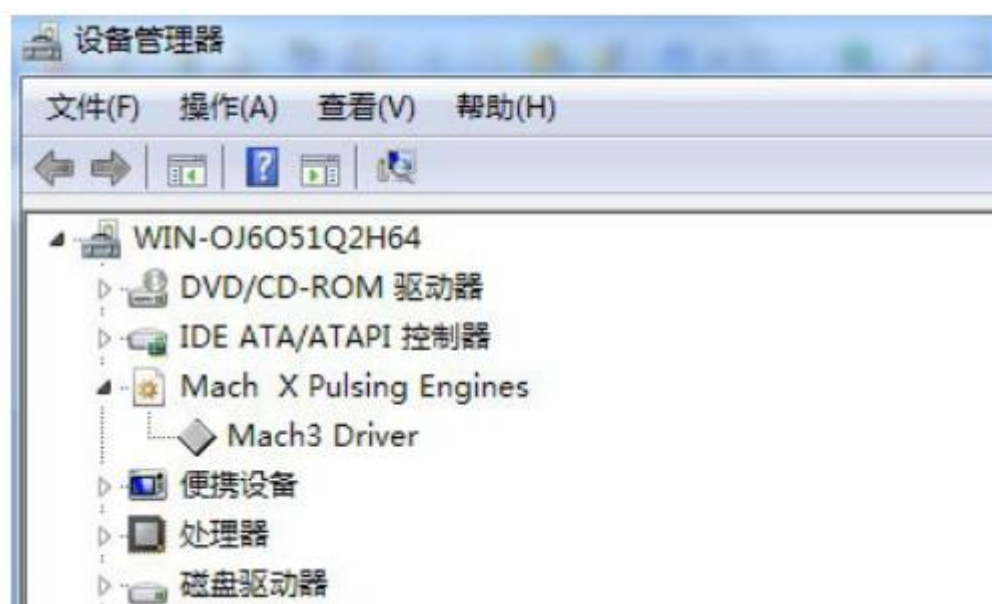 设备管理器
文件(F) 操作(A) 查看(V) 帮助(H)
WIN-OJ6O51Q2H64
DVD/CD-ROM 驱动器
IDE ATA/ATAPI 控制器
Mach X Pulsing Engines
Mach3 Driver
便携设备
处理器
磁盘驱动器